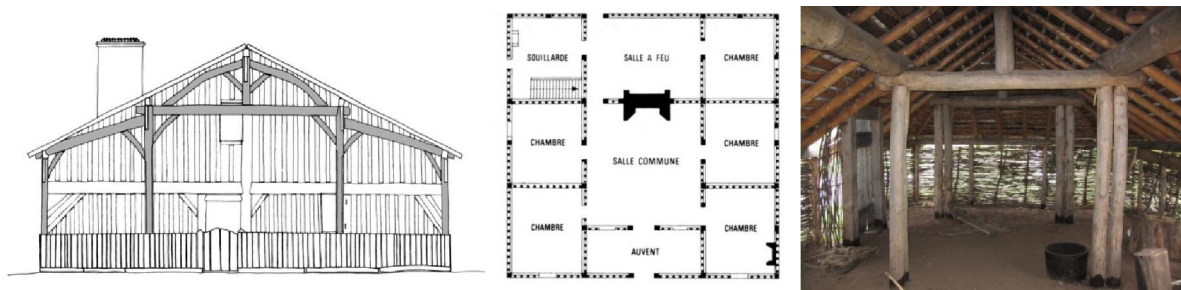 SOUILLARDE
SALLE A FEU
CHAMBRE
CHAMBRE
SALLE COMMUNE
CHAMBRE
CHAMBRE
AUVENT
CHAMBRE